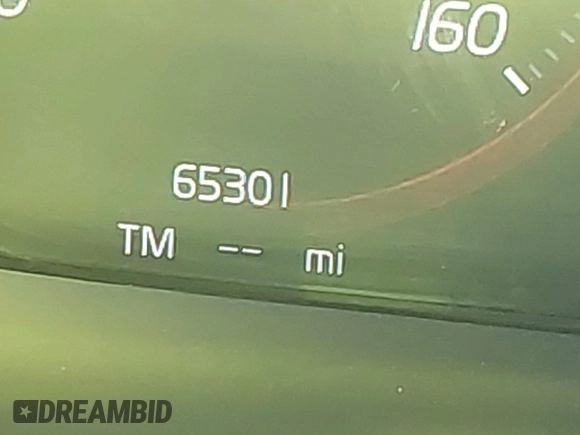 160
65301
TM -- mi
DREAMBID